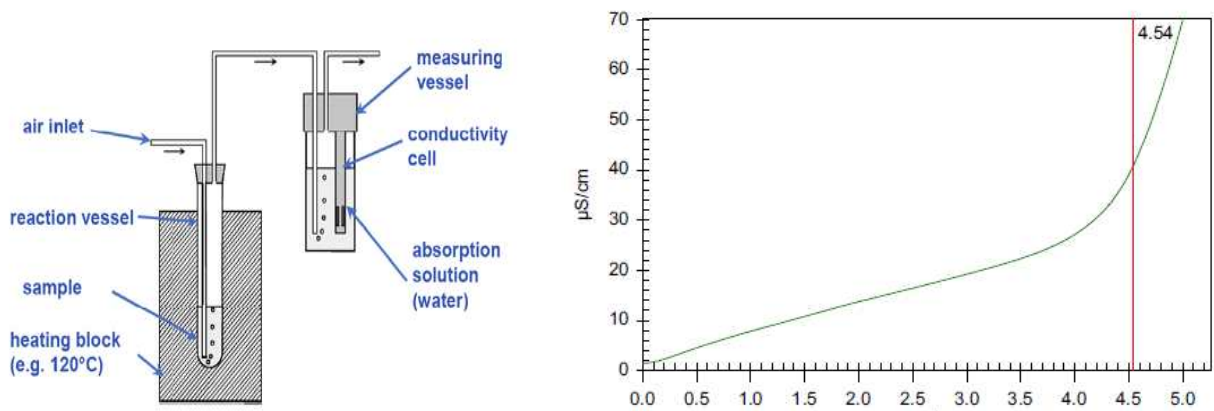 air inlet
reaction vessel
sample
heating block
(e.g. 120°C)
measuring
vessel
conductivity
cell
absorption
solution
(water)
µS/cm
70
60
50
40
30
20
10
0
4.54
0.0 0.5 1.0 1.5 2.0 2.5 3.0 3.5 4.0 4.5 5.0